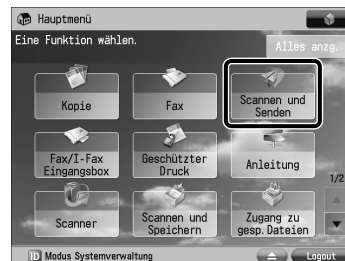 Hauptmenü
Eine Funktion wählen.
Alles anzg.
Kopie
Fax
Scannen und
Senden
Fax/I-Fax
Eingangsbox
Geschützter
Druck
Anleitung
1/2
Scanner
Scannen und
Speichern
Zugang zu
gesp. Dateien
ID Modus Systemverwaltung
Logout